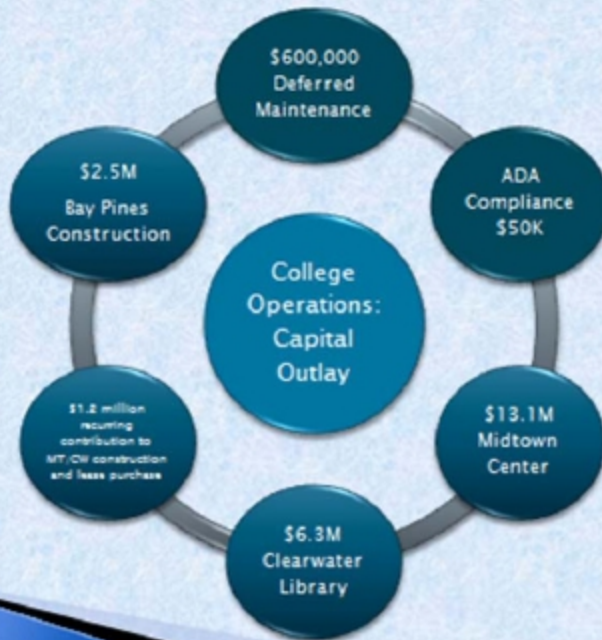 $600,000
Deferred
Maintenance
ADA
Compliance
$50K
$13.1M
Midtown
Center
$6.3M
Clearwater
Library
$1.2 million
recurring
contribution to
MT/CW construction
and lease purchase
$2.5M
Bay Pines
Construction
College
Operations:
Capital
Outlay